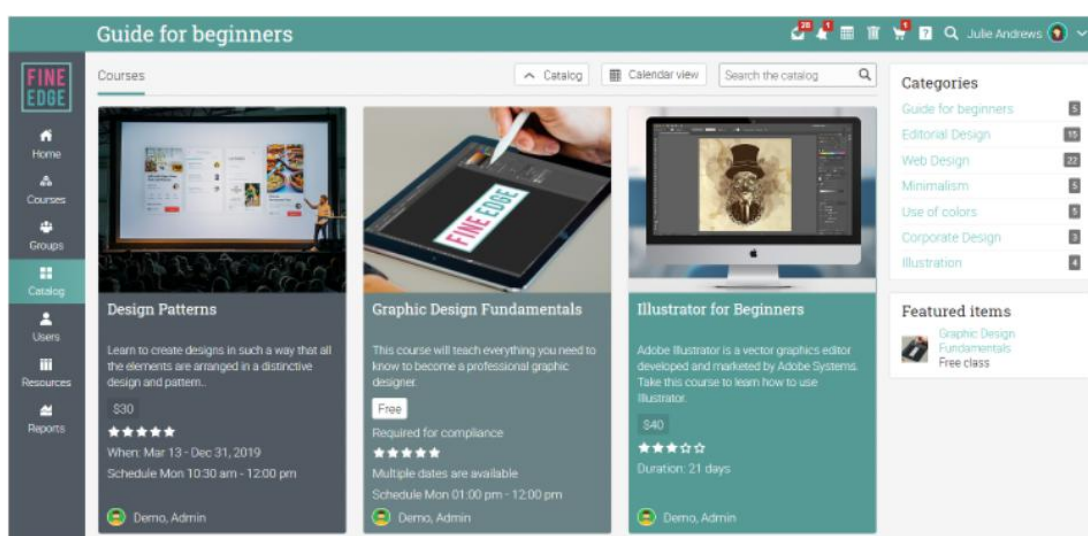 Guide for beginners
28
1
1
?
Julie Andrews
FINE
EDGE
Home
Courses
Groups
Catalog
Users
Resources
Reports
Courses
Catalog
Calendar view
Search the catalog
FINE EDGE
Design Patterns
Learn to create designs in such a way that all
the elements are arranged in a distinctive
design and pattern..
$30
When: Mar 13 - Dec 31, 2019
Schedule Mon 10:30 am - 12:00 pm
Demo, Admin
Graphic Design Fundamentals
This course will teach everything you need to
know to become a professional graphic
designer.
Free
Required for compliance
Multiple dates are available
Schedule Mon 01:00 pm - 12:00 pm
Demo, Admin
Illustrator for Beginners
Adobe Illustrator is a vector graphics editor
developed and marketed by Adobe Systems.
Take this course to learn how to use
Illustrator.
$40
Duration: 21 days
Demo, Admin
Categories
Guide for beginners 5
Editorial Design 15
Web Design 22
Minimalism 5
Use of colors 5
Corporate Design 3
Illustration 4
Featured items
Graphic Design
Fundamentals
Free class